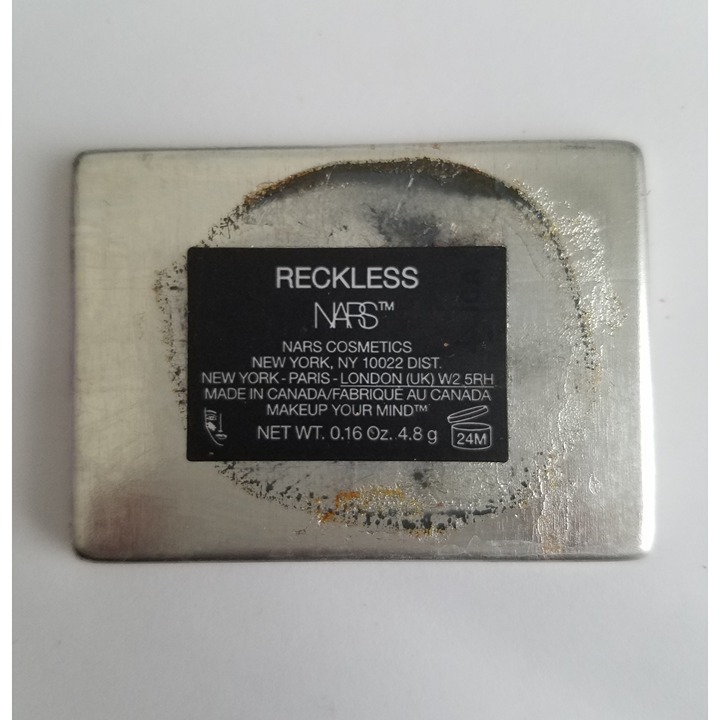 RECKLESS
NARS™
NARS COSMETICS
NEW YORK, NY 10022 DIST.
NEW YORK - PARIS - LONDON (UK) W2 5RH
MADE IN CANADA/FABRIQUÉ AU CANADA
MAKEUP YOUR MIND™
NET WT. 0.16 Oz. 4.8 g
24M